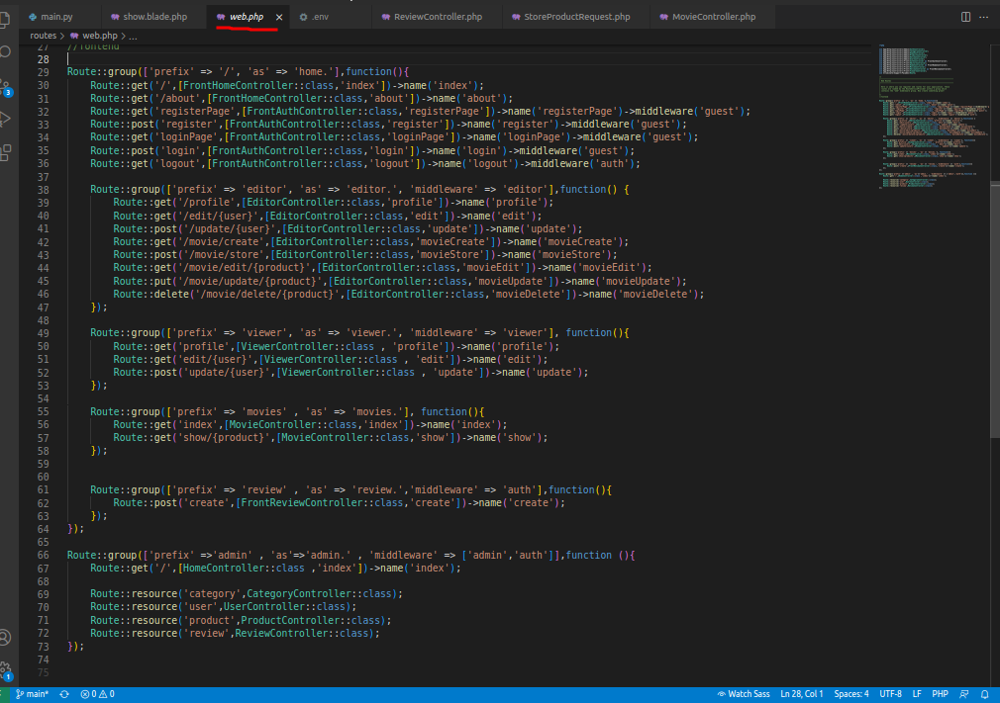 main.py show.blade.php web.php .env ReviewController.php StoreProductRequest.php MovieController.php
routes > web.php > ...
27 //fontend
28
29 Route::group(['prefix' => '/', 'as' => 'home.'],function(){
30 Route::get('/',[FrontHomeController::class,'index'])->name('index');
31 Route::get('/about',[FrontHomeController::class,'about'])->name('about');
32 Route::get('registerPage',[FrontAuthController::class,'registerPage'])->name('registerPage')->middleware('guest');
33 Route::post('register',[FrontAuthController::class,'register'])->name('register')->middleware('guest');
34 Route::get('loginPage',[FrontAuthController::class,'loginPage'])->name('loginPage')->middleware('guest');
35 Route::post('login',[FrontAuthController::class,'login'])->name('login')->middleware('guest');
36 Route::get('logout',[FrontAuthController::class,'logout'])->name('logout')->middleware('auth');
37
38 Route::group(['prefix' => 'editor', 'as' => 'editor.', 'middleware' => 'editor'],function() {
39 Route::get('/profile',[EditorController::class,'profile'])->name('profile');
40 Route::get('/edit/{user}',[EditorController::class,'edit'])->name('edit');
41 Route::post('/update/{user}',[EditorController::class,'update'])->name('update');
42 Route::get('/movie/create',[EditorController::class,'movieCreate'])->name('movieCreate');
43 Route::post('/movie/store',[EditorController::class,'movieStore'])->name('movieStore');
44 Route::get('/movie/edit/{product}',[EditorController::class,'movieEdit'])->name('movieEdit');
45 Route::put('/movie/update/{product}',[EditorController::class,'movieUpdate'])->name('movieUpdate');
46 Route::delete('/movie/delete/{product}',[EditorController::class,'movieDelete'])->name('movieDelete');
47 });
48
49 Route::group(['prefix' => 'viewer', 'as' => 'viewer.', 'middleware' => 'viewer'], function(){
50 Route::get('profile',[ViewerController::class , 'profile'])->name('profile');
51 Route::get('edit/{user}',[ViewerController::class , 'edit'])->name('edit');
52 Route::post('update/{user}',[ViewerController::class , 'update'])->name('update');
53 });
54
55 Route::group(['prefix' => 'movies' , 'as' => 'movies.'], function(){
56 Route::get('index',[MovieController::class,'index'])->name('index');
57 Route::get('show/{product}',[MovieController::class,'show'])->name('show');
58 });
59
60
61 Route::group(['prefix' => 'review' , 'as' => 'review.','middleware' => 'auth'],function(){
62 Route::post('create',[FrontReviewController::class,'create'])->name('create');
63 });
64 });
65
66 Route::group(['prefix' =>'admin' , 'as'=>'admin.' , 'middleware' => ['admin','auth']],function (){
67 Route::get('/',[HomeController::class ,'index'])->name('index');
68
69 Route::resource('category',CategoryController::class);
70 Route::resource('user',UserController::class);
71 Route::resource('product',ProductController::class);
72 Route::resource('review',ReviewController::class);
73 });
74
75
main* 0 0 Watch Sass Ln 28, Col 1 Spaces: 4 UTF-8 LF PHP